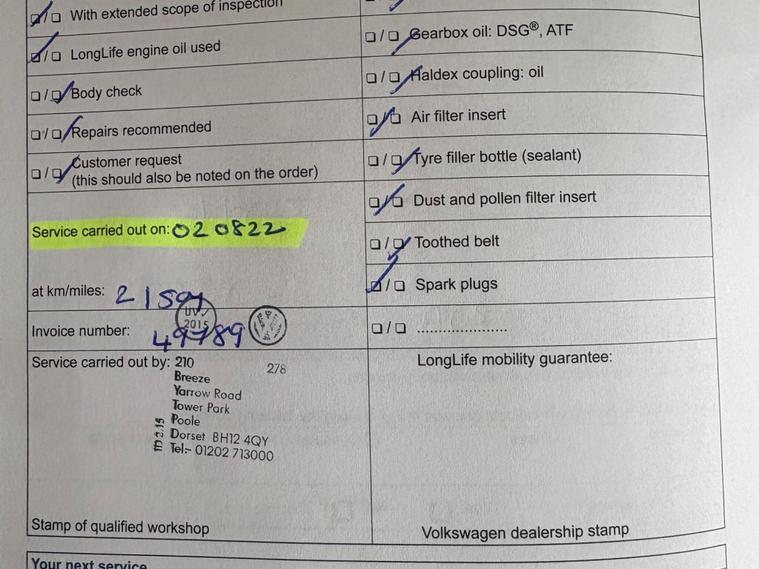 With extended scope of inspection
LongLife engine oil used
Body check
Repairs recommended
Customer request
(this should also be noted on the order)
Service carried out on: 020822
at km/miles:
Invoice number: 49789
UVV
2015
Service carried out by: 210
278
Breeze
Yarrow Road
Tower Park
Poole
Dorset BH12 4QY
Tel:- 01202 713000
Stamp of qualified workshop
Gearbox oil: DSG®, ATF
Haldex coupling: oil
Air filter insert
Tyre filler bottle (sealant)
Dust and pollen filter insert
Toothed belt
Spark plugs
.....................
LongLife mobility guarantee:
Volkswagen dealership stamp
Your next service